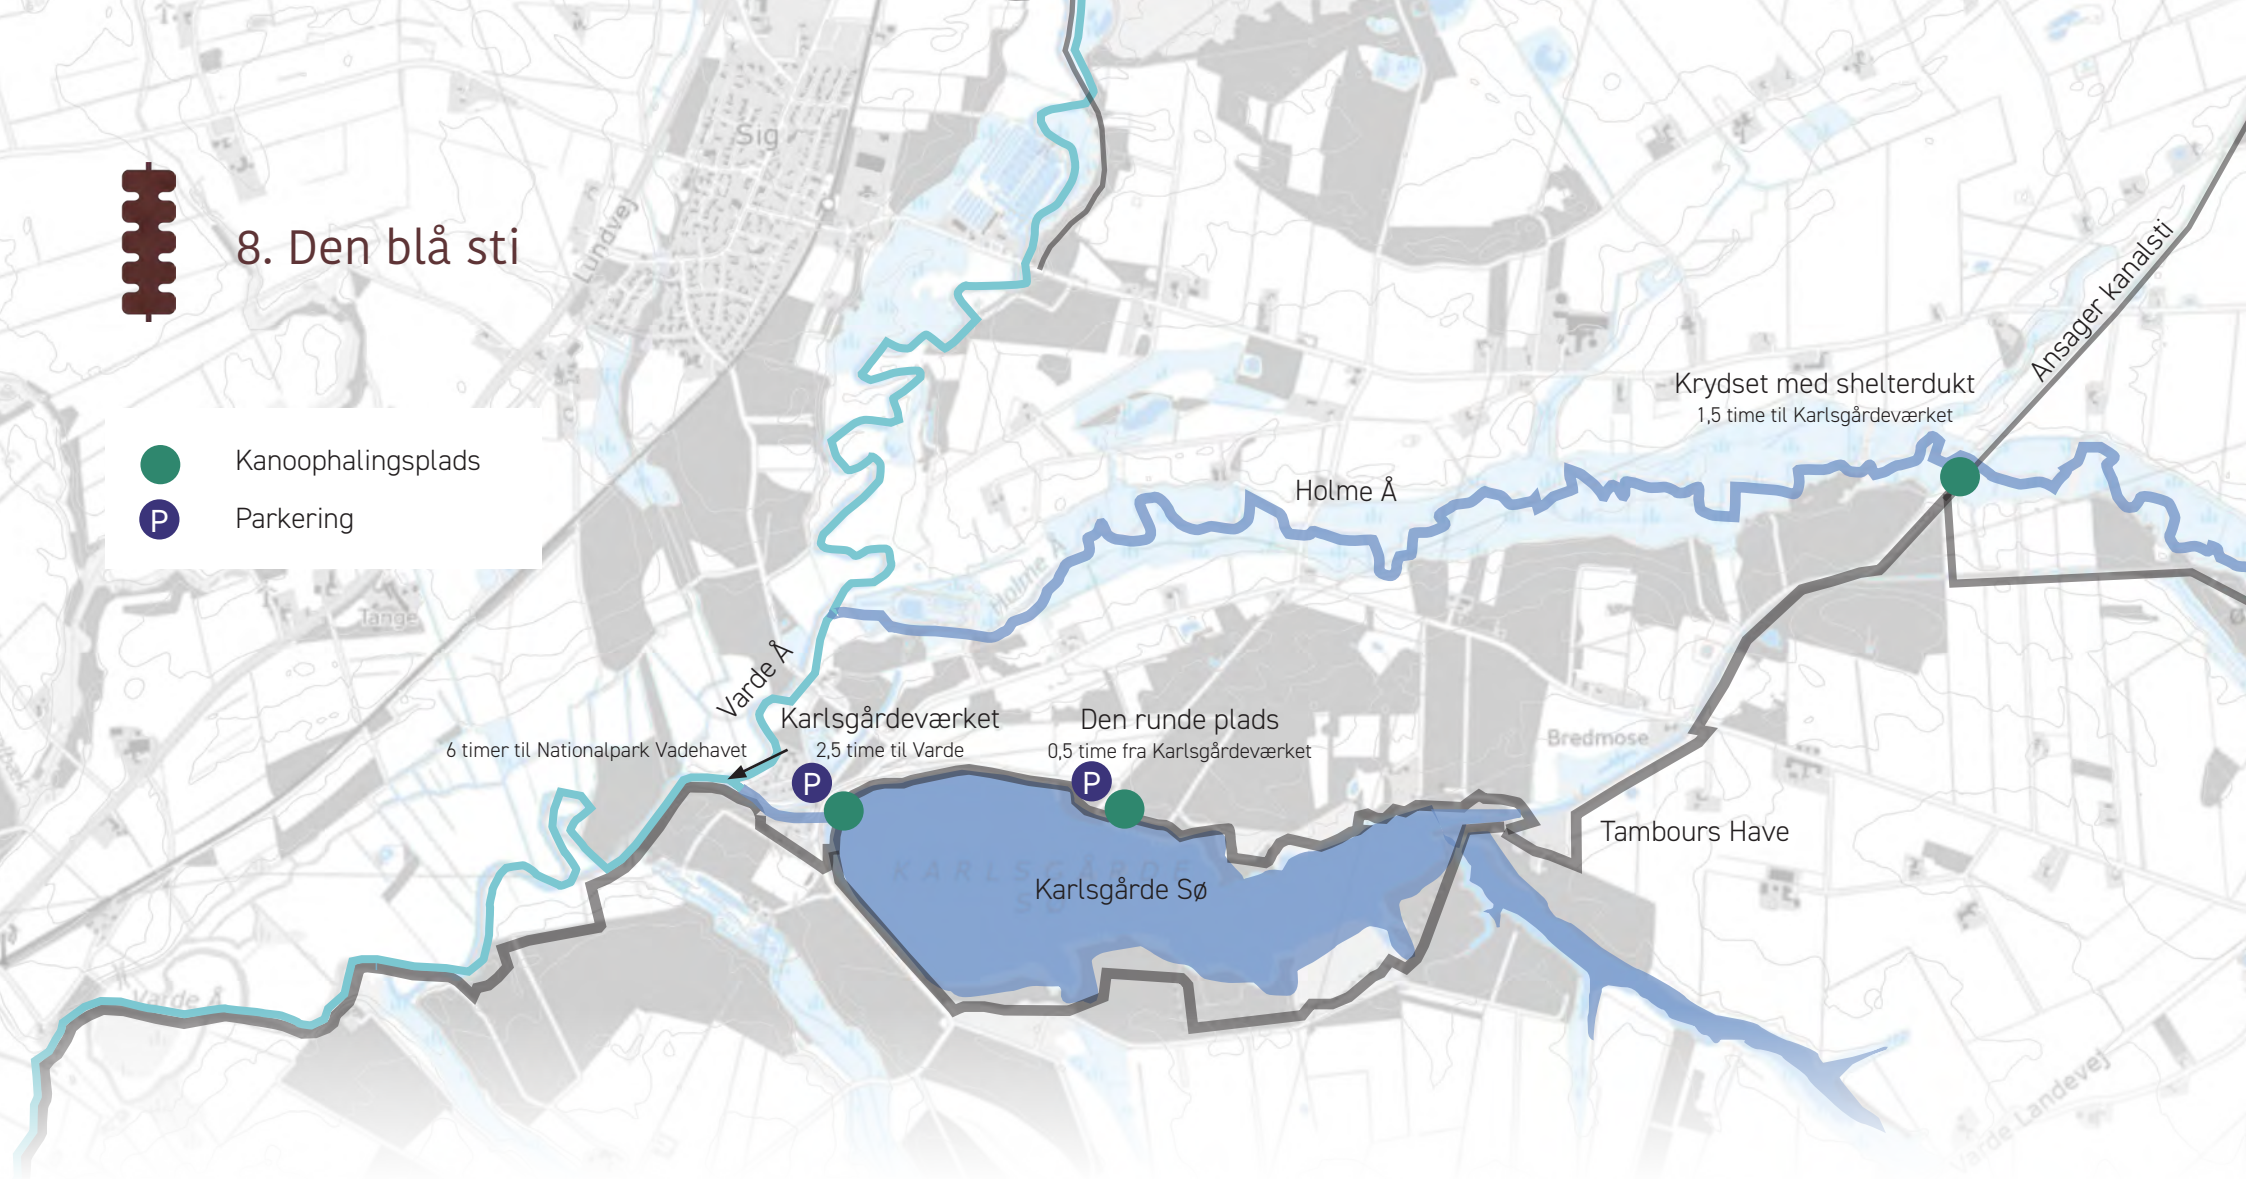 Sig
Lundvej
8. Den blå sti
Ansager kanalsti
Krydset med shelterdukt
1,5 time til Karlsgårdeværket
Kanoophalingsplads
P
Parkering
Holme Å
Holme Å
Tange
Varde Å
Karlsgårdeværket
2,5 time til Varde
Den runde plads
0,5 time fra Karlsgårdeværket
6 timer til Nationalpark Vadehavet
P
P
Bredmose
Tambours Have
KARLSGÅRDE
SØ
Karlsgårde Sø
Varde Å
Varde Landevej